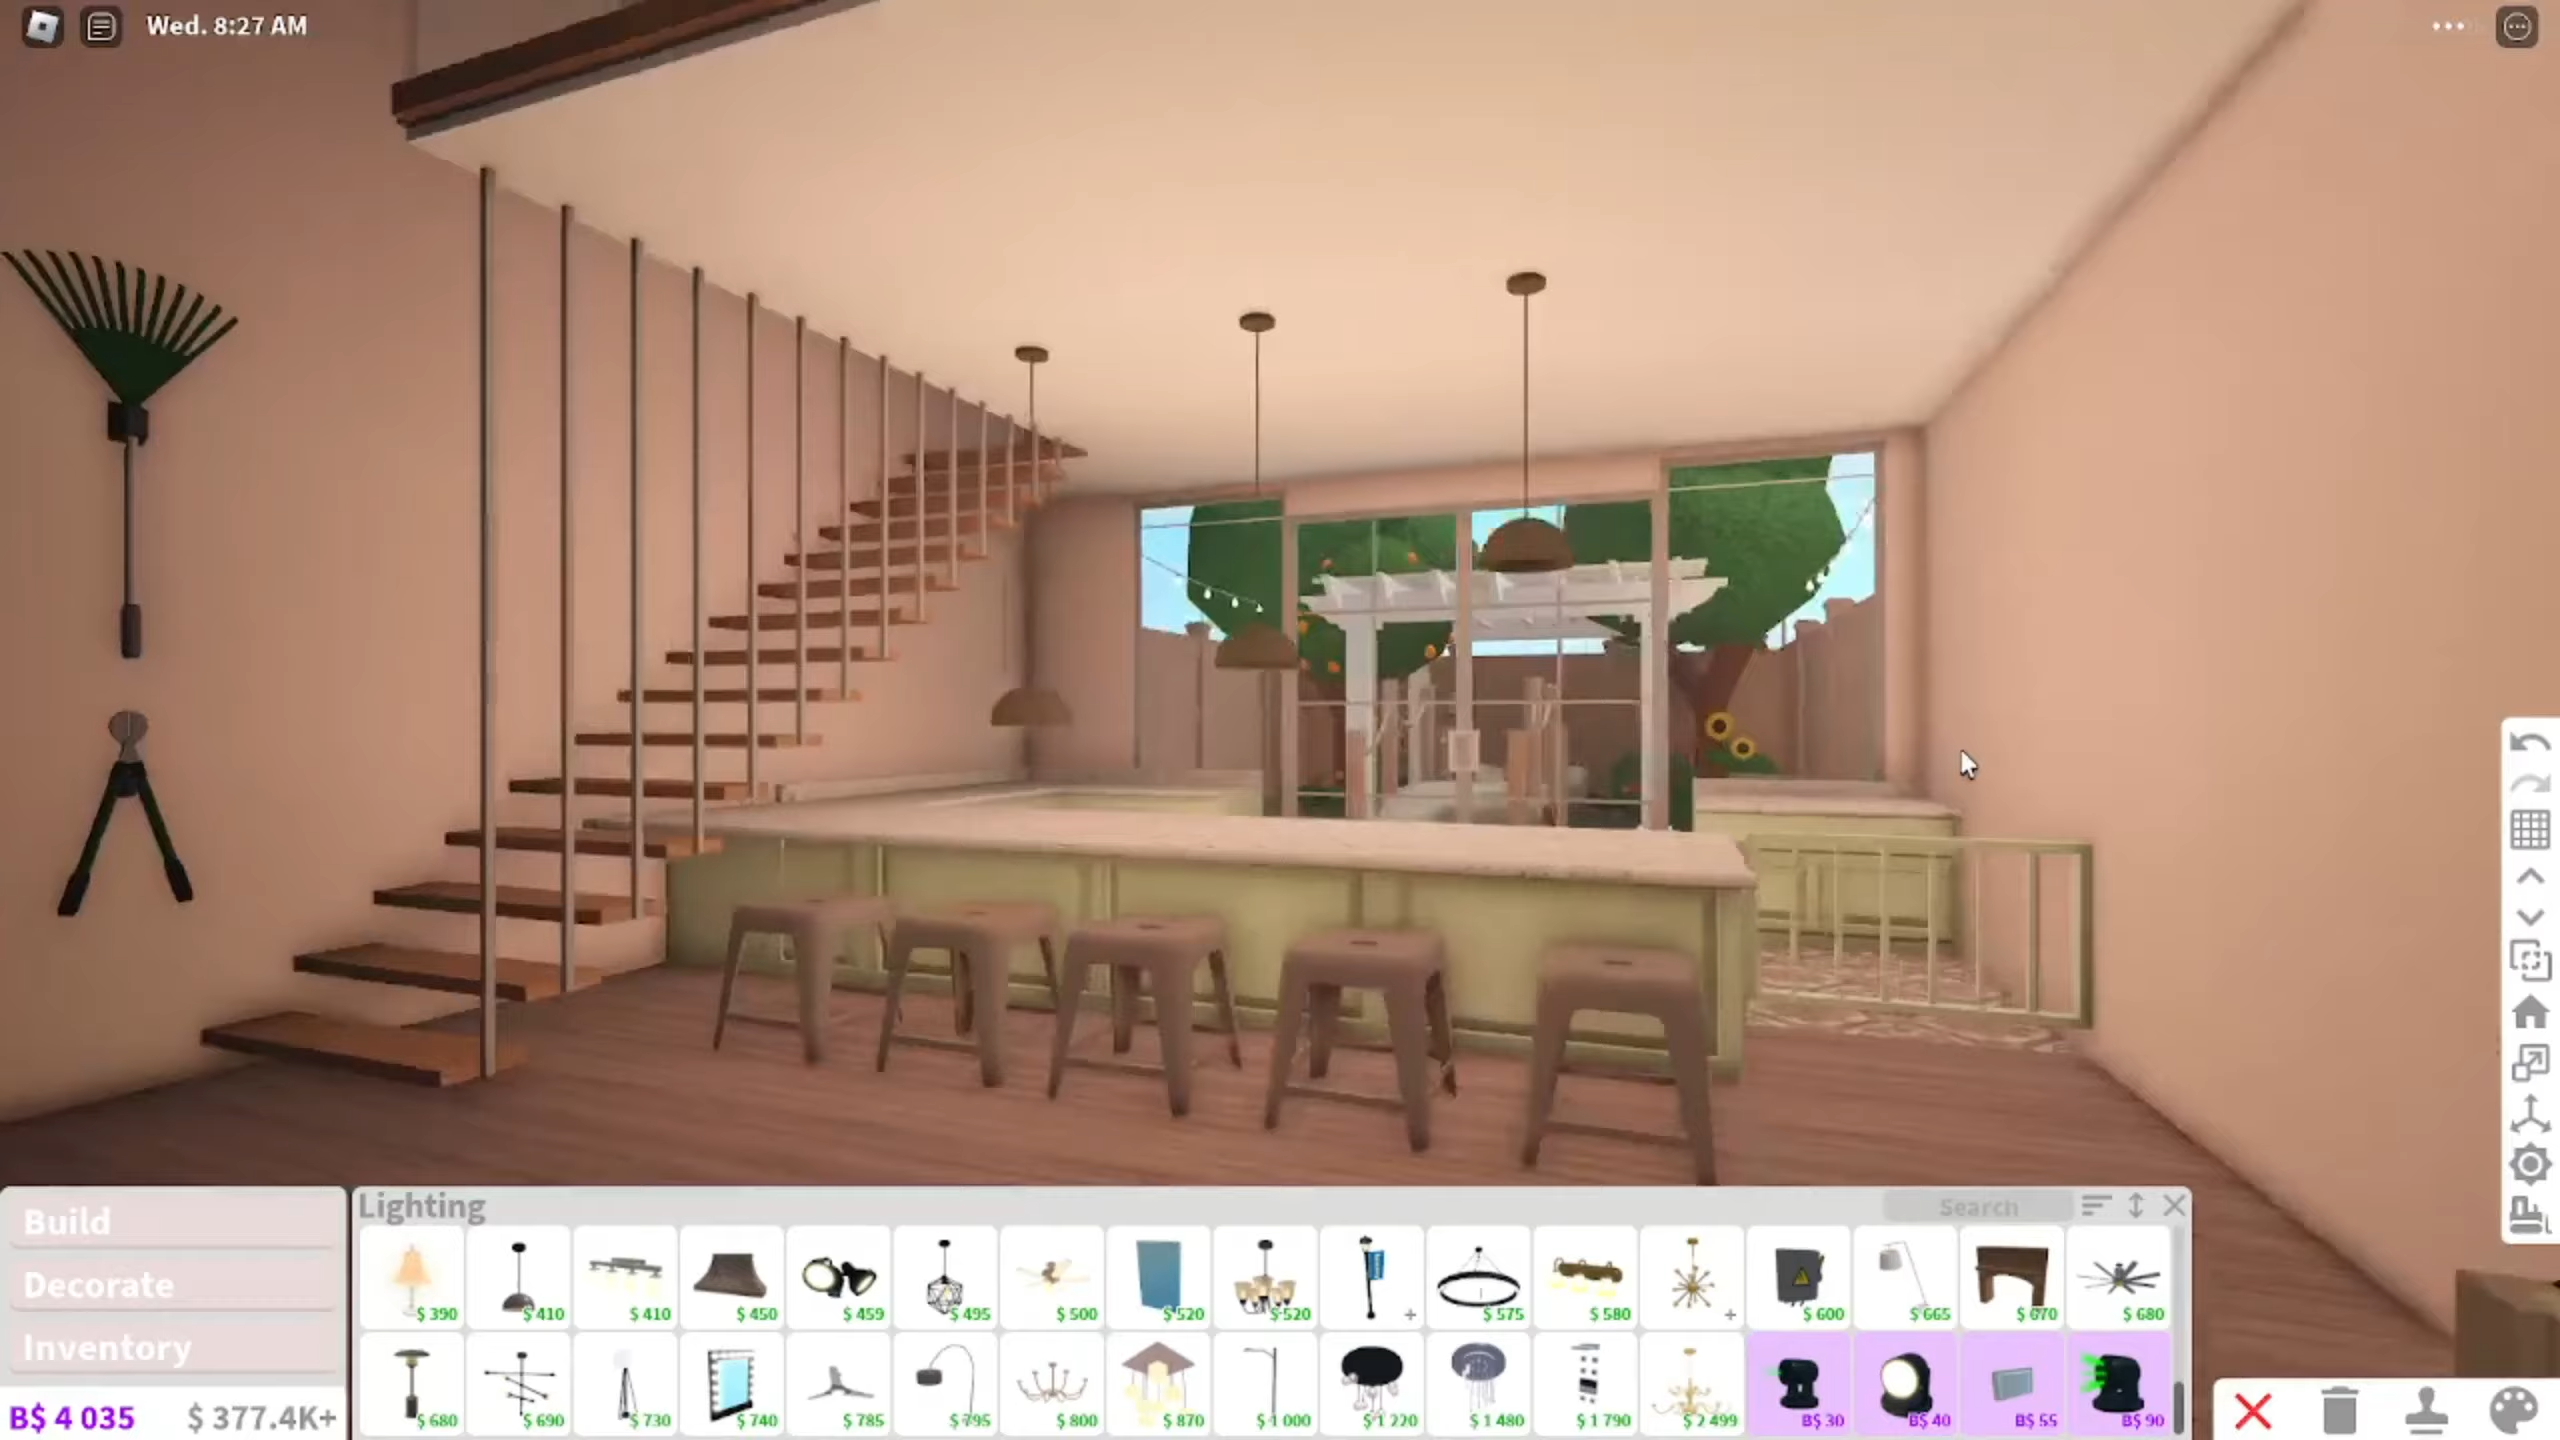 Wed. 8:27 AM
Build
Decorate
Inventory
B$ 4 035
$ 377.4K+
Lighting
Search
$ 390
$ 410
$ 410
$ 450
$ 459
$ 495
$ 500
$ 520
$ 520
+
$ 575
$ 580
+
$ 600
$ 665
$ 670
$ 680
$ 680
$ 690
$ 730
$ 740
$ 785
$ 795
$ 800
$ 870
$ 1 000
$ 1 220
$ 1 480
$ 1 790
$ 2 499
B$ 30
B$ 40
B$ 55
B$ 90